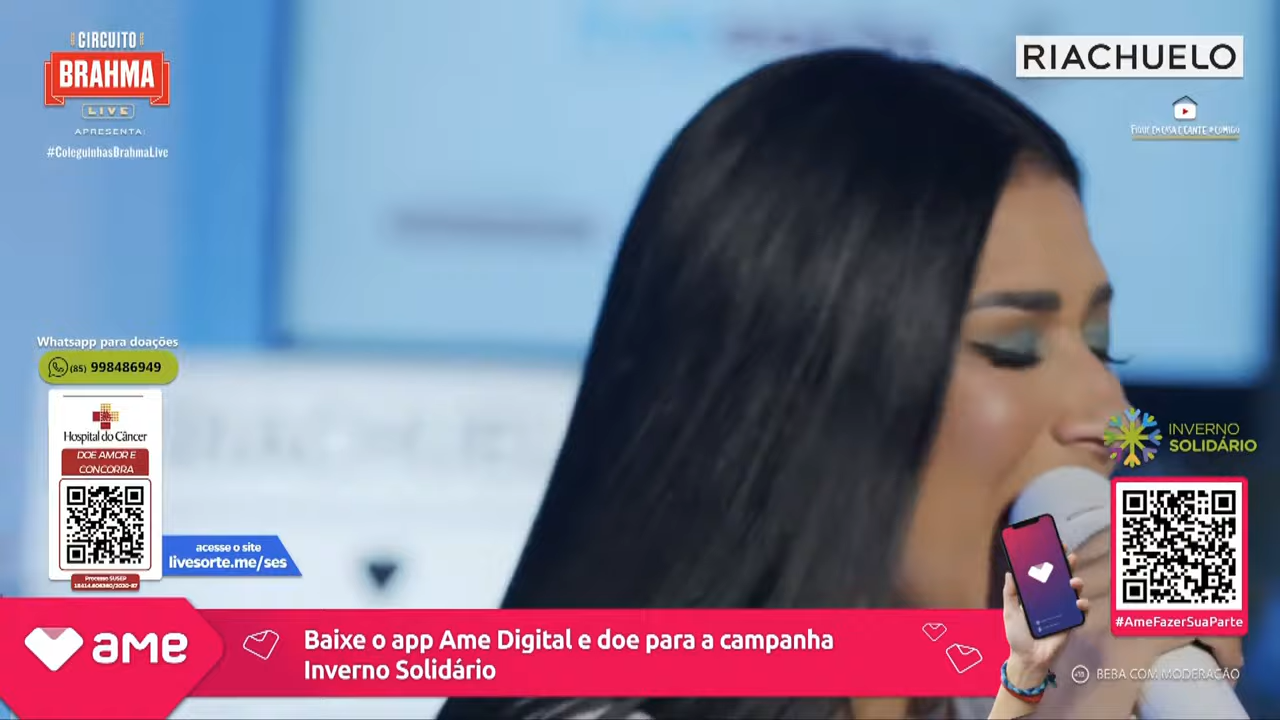 CIRCUITO
BRAHMA
LIVE
APRESENTA:
#ColeguinhasBrahmaLive
RIACHUELO
FIQUE EM CASA E CANTE #COMIGO
Whatsapp para doações
(85) 998486949
Hospital do Câncer
DOE AMOR E
CONCORRA
Processo SUSEP
acesse o site
livesorte.me/ses
INVERNO
SOLIDÁRIO
#AmeFazerSuaParte
ame
Baixe o app Ame Digital e doe para a campanha
Inverno Solidário
BEBA COM MODERAÇÃO